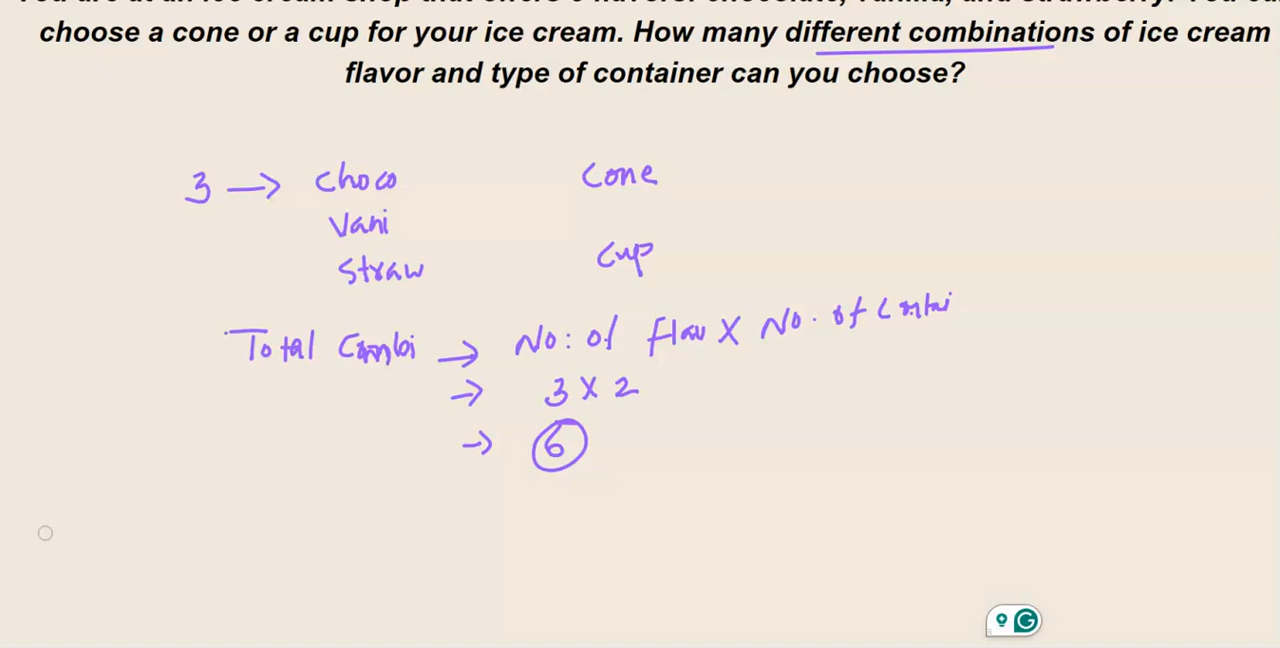 choose a cone or a cup for your ice cream. How many different combinations of ice cream
flavor and type of container can you choose?
3 → Choco Cone
Vani
Straw Cup
Total Combi → No: of flav X No. of Contai
→ 3 X 2
→ 6